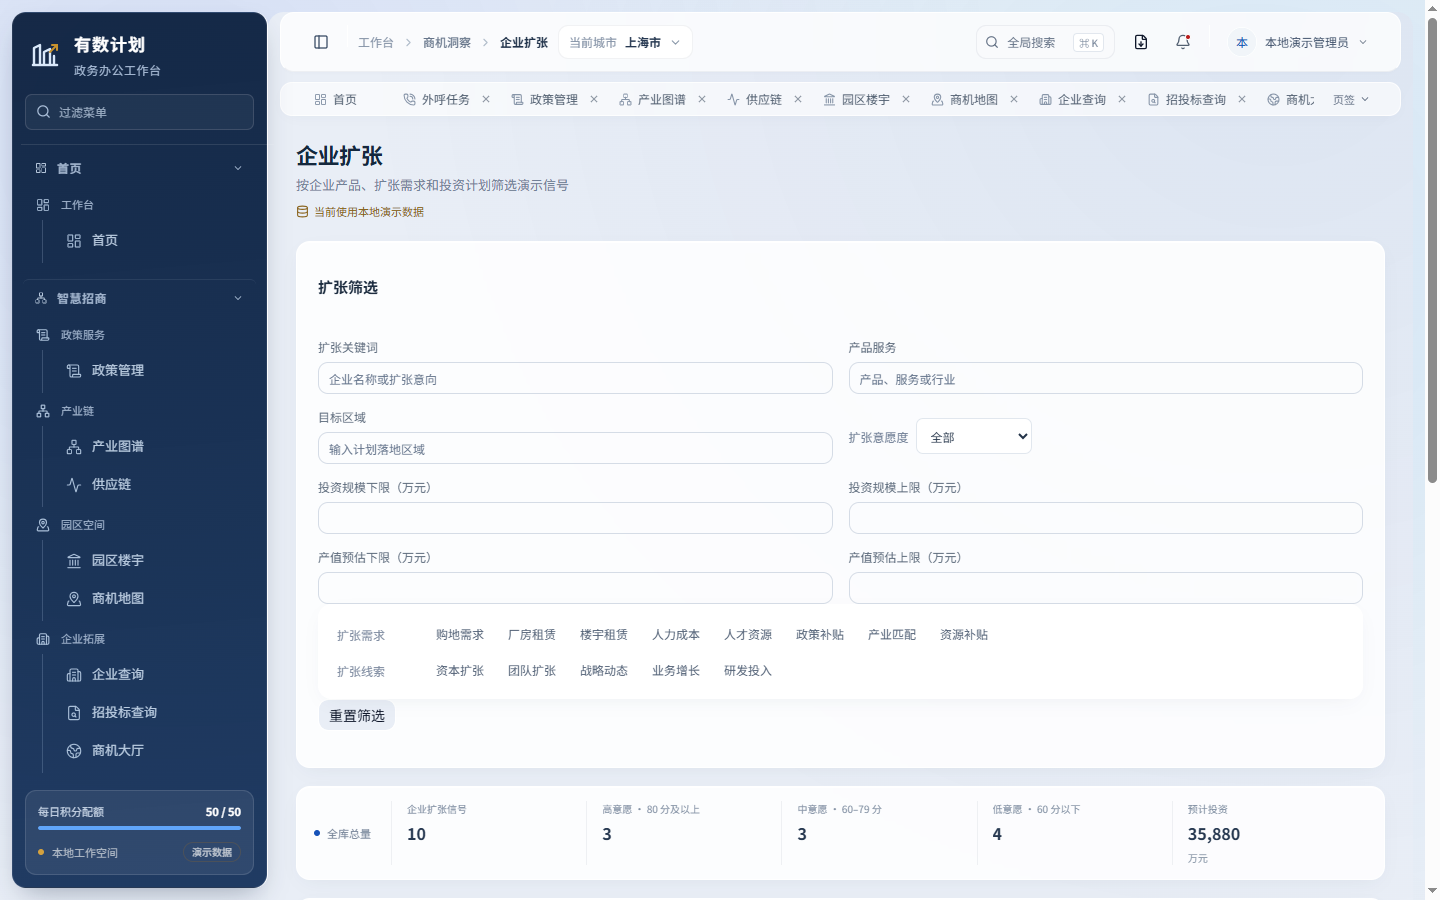 有数计划
政务办公工作台
过滤菜单
首页
工作台
首页
智慧招商
政策服务
政策管理
产业链
产业图谱
供应链
园区空间
园区楼宇
商机地图
企业拓展
企业查询
招投标查询
商机大厅
每日积分配额 50 / 50
本地工作空间 演示数据
工作台 商机洞察 企业扩张 当前城市 上海市 全局搜索 ⌘K 本 本地演示管理员
首页 外呼任务 政策管理 产业图谱 供应链 园区楼宇 商机地图 企业查询 招投标查询 商机 页签
企业扩张
按企业产品、扩张需求和投资计划筛选演示信号
当前使用本地演示数据
扩张筛选
扩张关键词 产品服务
企业名称或扩张意向 产品、服务或行业
目标区域
输入计划落地区域 扩张意愿度 全部
投资规模下限（万元） 投资规模上限（万元）
产值预估下限（万元） 产值预估上限（万元）
扩张需求 购地需求 厂房租赁 楼宇租赁 人力成本 人才资源 政策补贴 产业匹配 资源补贴
扩张线索 资本扩张 团队扩张 战略动态 业务增长 研发投入
重置筛选
企业扩张信号 高意愿 · 80 分及以上 中意愿 · 60–79 分 低意愿 · 60 分以下 预计投资
全库总量 10 3 3 4 35,880
万元